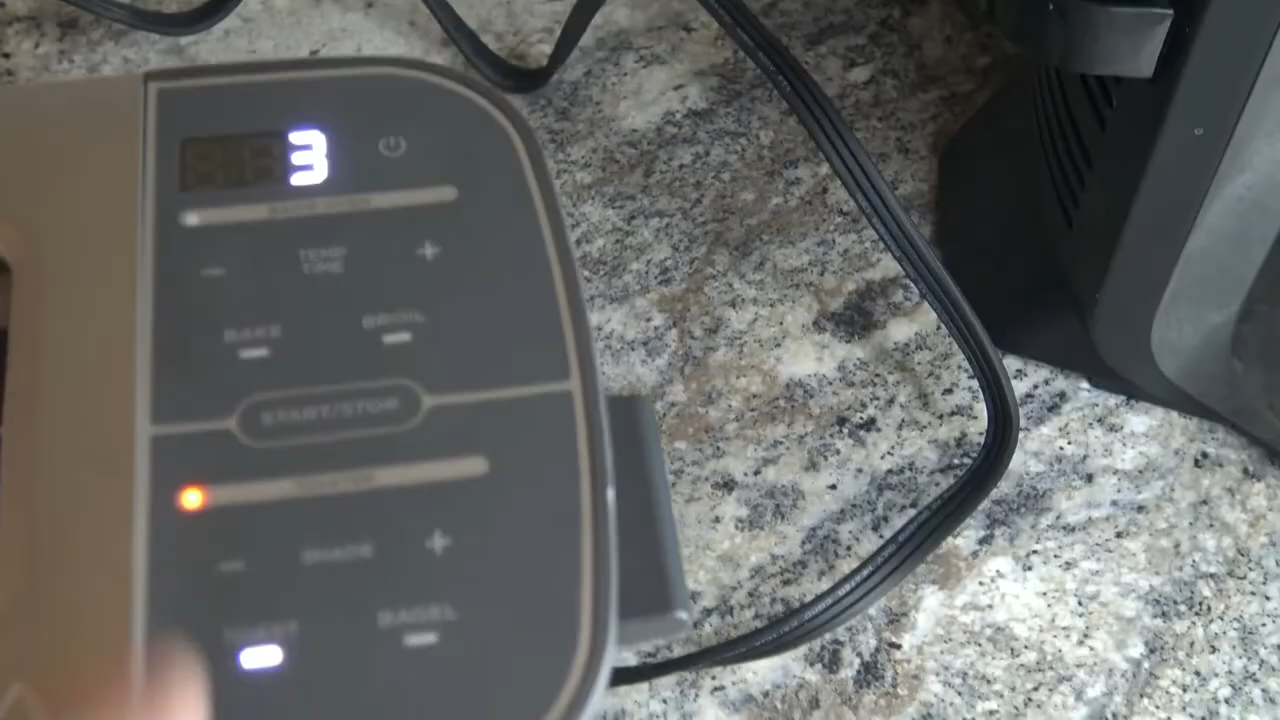 3
TEMP
TIME
BAKE
BROIL
START/STOP
SHADE
TOAST
BAGEL